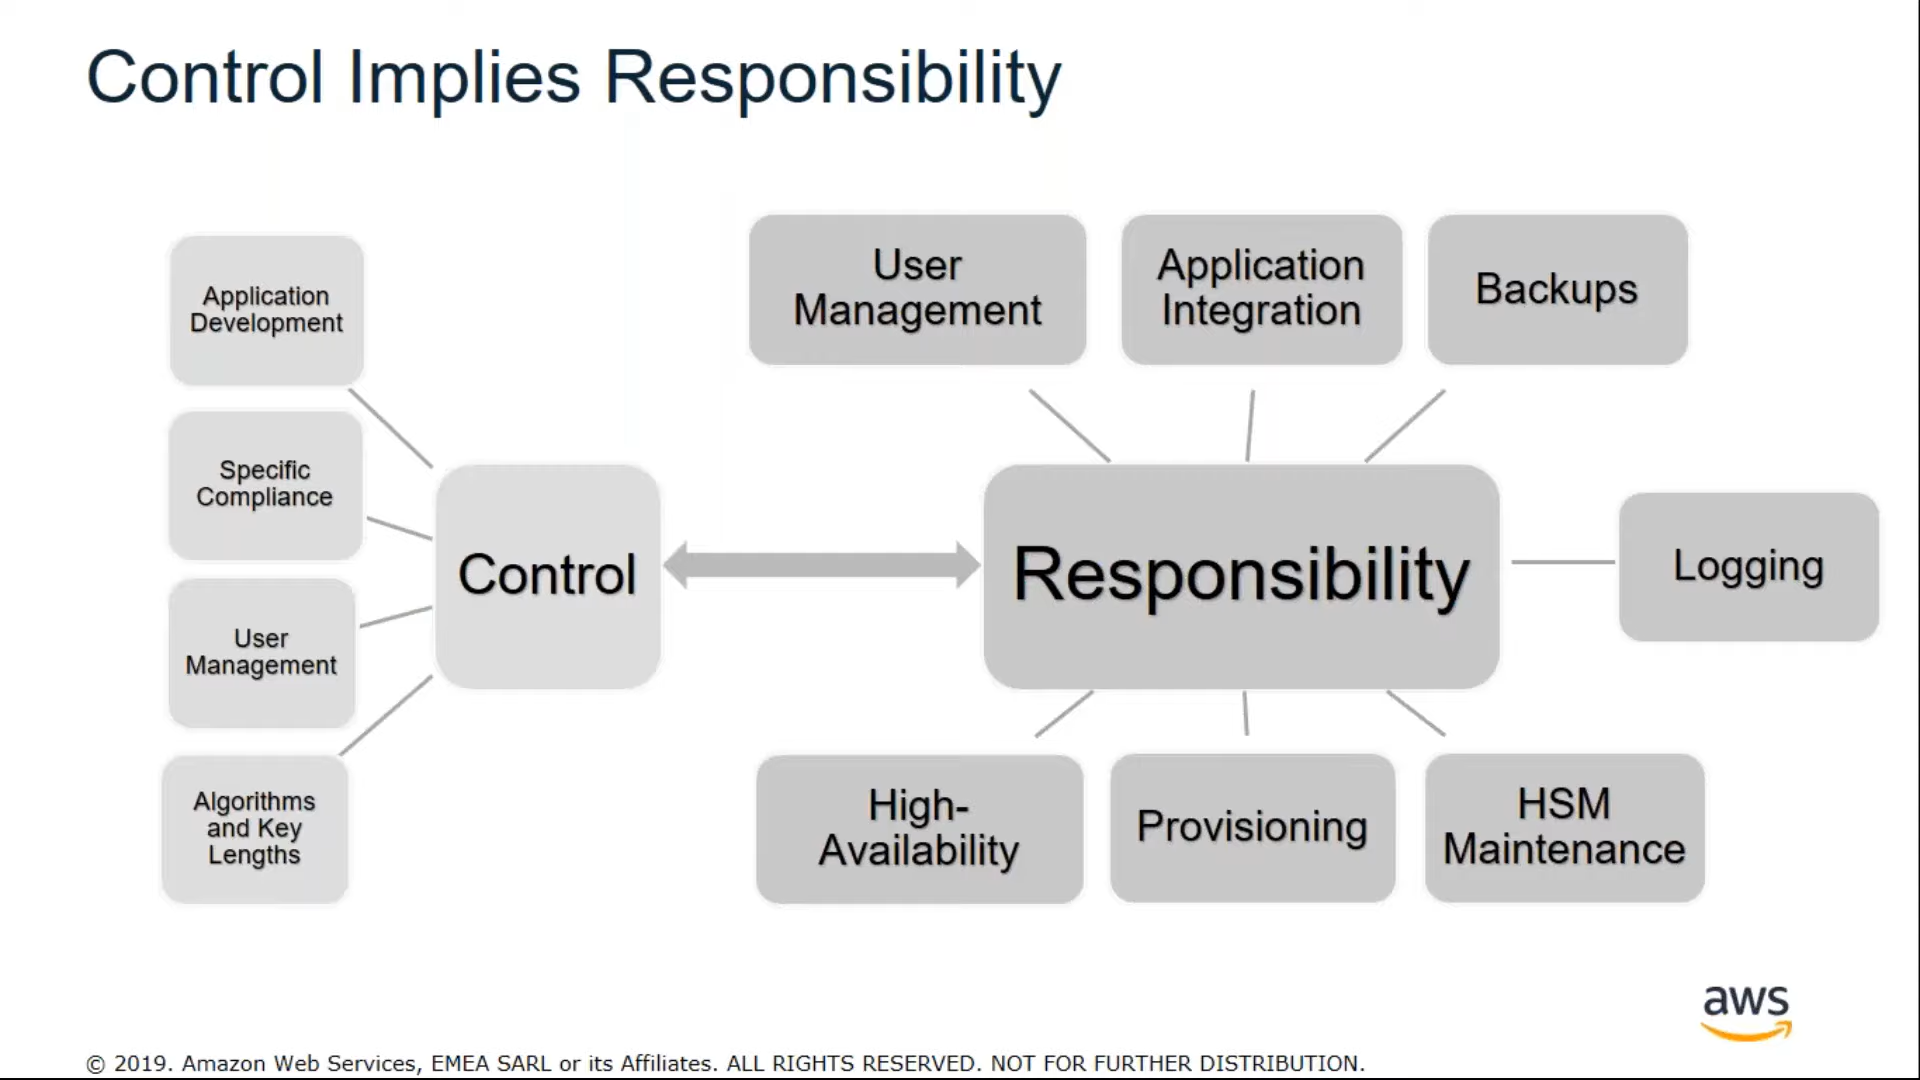 Control Implies Responsibility
Application
Development
Specific
Compliance
User
Management
Algorithms
and Key
Lengths
Control
User
Management
Application
Integration
Backups
Responsibility
Logging
High-
Availability
Provisioning
HSM
Maintenance
aws
© 2019. Amazon Web Services, EMEA SARL or its Affiliates. ALL RIGHTS RESERVED. NOT FOR FURTHER DISTRIBUTION.